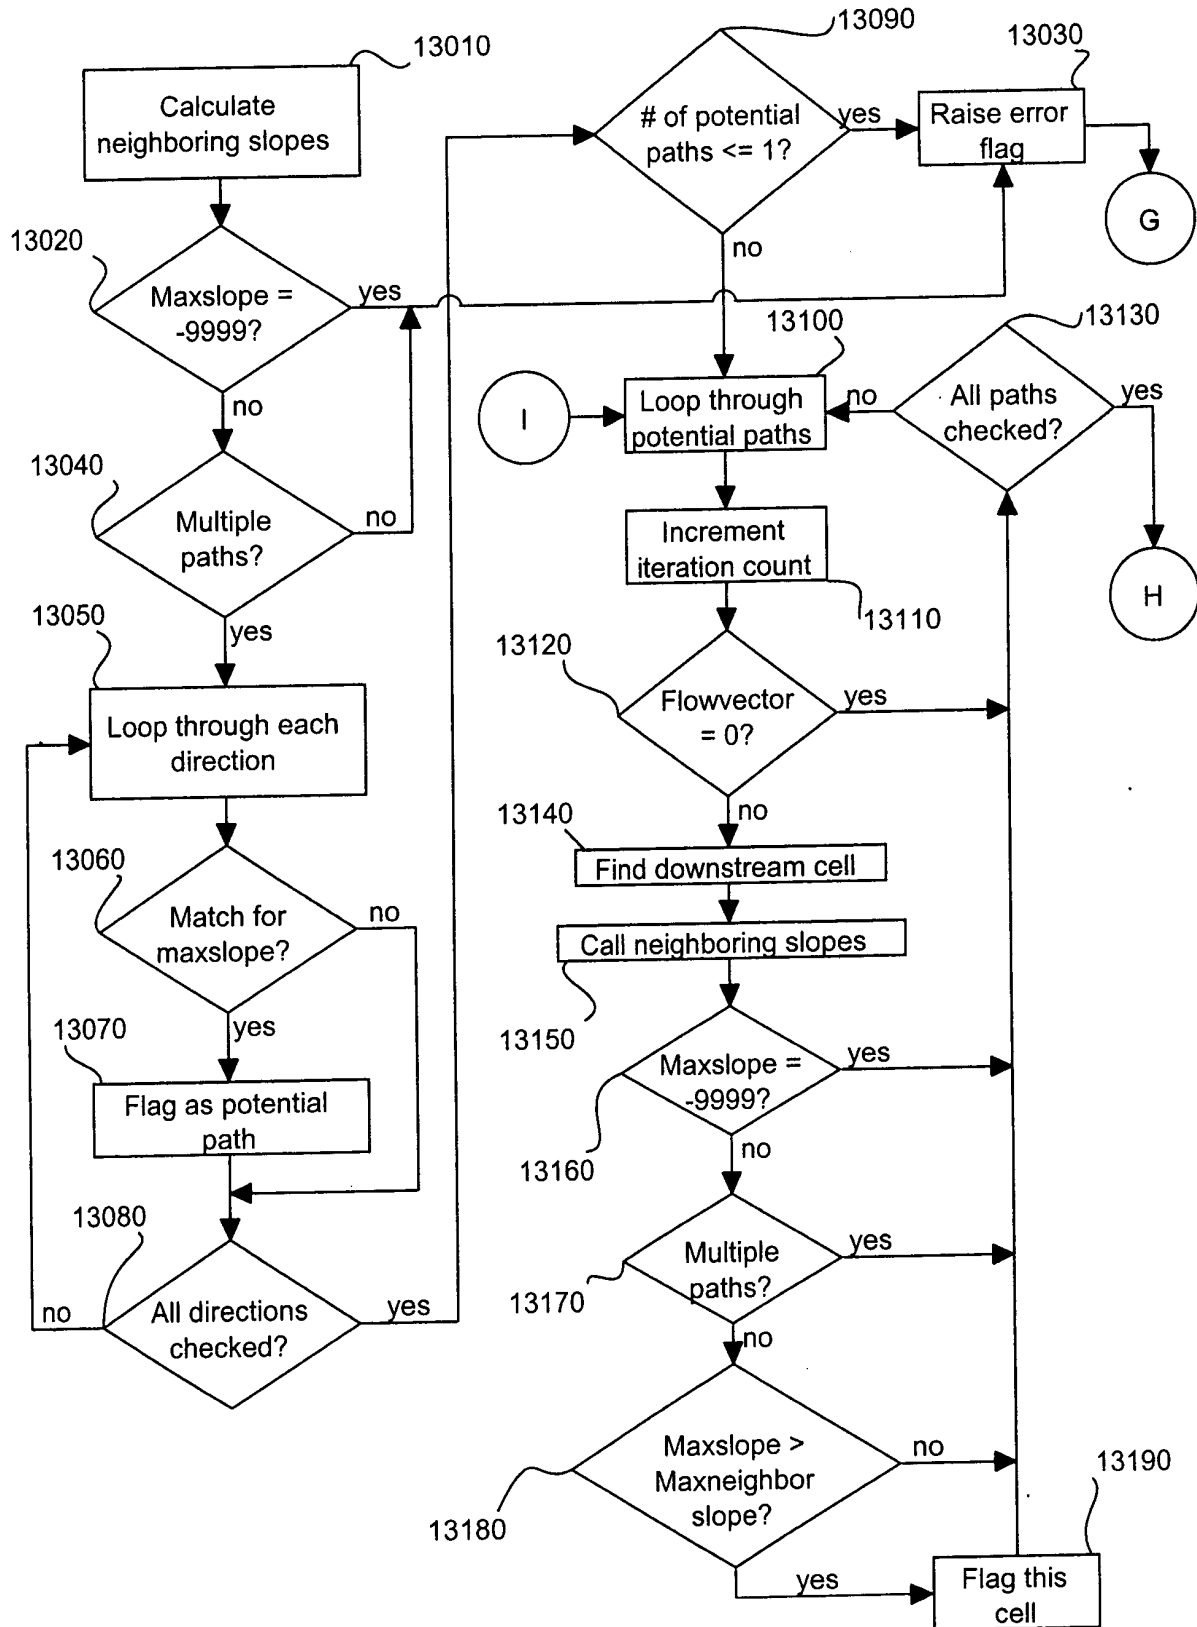 13010
Calculate
neighboring slopes
13020
Maxslope =
-9999?
yes
no
13040
Multiple
paths?
no
yes
13050
Loop through each
direction
13060
Match for
maxslope?
no
yes
13070
Flag as potential
path
13080
All directions
checked?
no
yes
13090
# of potential
paths <= 1?
yes
no
13030
Raise error
flag
G
13100
I
Loop through
potential paths
13130
All paths
checked?
no
yes
H
Increment
iteration count
13110
13120
Flowvector
= 0?
yes
no
13140
Find downstream cell
Call neighboring slopes
13150
Maxslope =
-9999?
yes
13160
no
Multiple
paths?
yes
13170
no
Maxslope >
Maxneighbor
slope?
no
13180
yes
13190
Flag this
cell